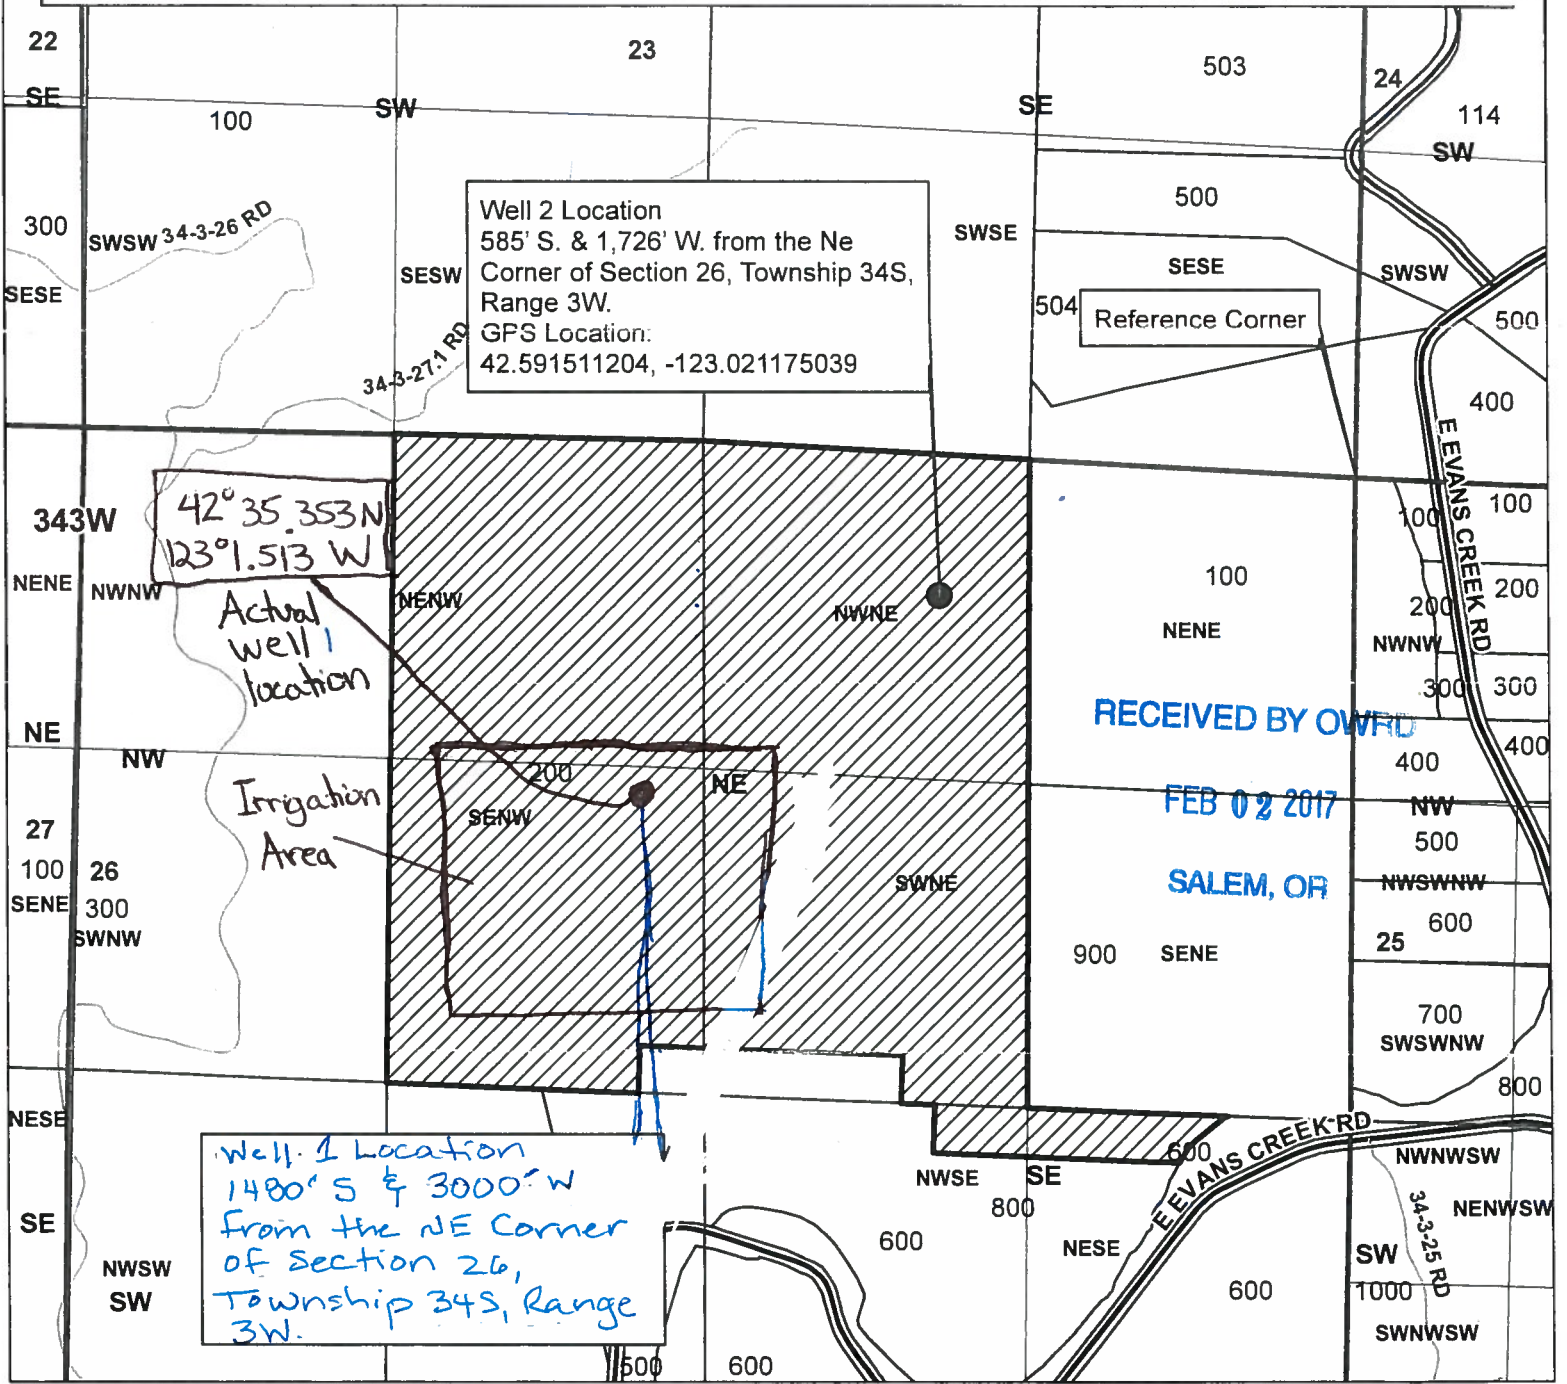 22
23
503
24
SE
100
SW
SE
114
SW
300
SWSW
34-3-26 RD
SESE
SESW
34-3-27.1 RD
Well 2 Location
585' S. & 1,726' W. from the Ne
Corner of Section 26, Township 34S,
Range 3W.
GPS Location:
42.591511204, -123.021175039
SWSE
500
SESE
SWSW
504
Reference Corner
500
400
E EVANS CREEK RD
343W
42° 35.353 N
123° 1.513 W
NENE
NWNW
Actual
well 1
location
NENW
NWNE
100
NENE
100
100
200
200
NWNW
300
300
RECEIVED BY OWRD
FEB 02 2017
SALEM, OR
NE
NW
200
NE
400
400
NW
Irrigation
Area
SENW
27
100
26
SENE
300
SWNW
SWNE
900
SENE
500
NWSWNW
600
25
700
SWSWNW
800
NESE
Well 1 Location
1480' S & 3000' W
from the NE Corner
of Section 26,
Township 34S, Range
3W.
SE
NWSW
SW
NWSE
SE
600
800
600
NESE
E EVANS CREEK RD
NWNWSW
NENWSW
34-3-25 RD
SW
600
1000
SWNWSW
500
600